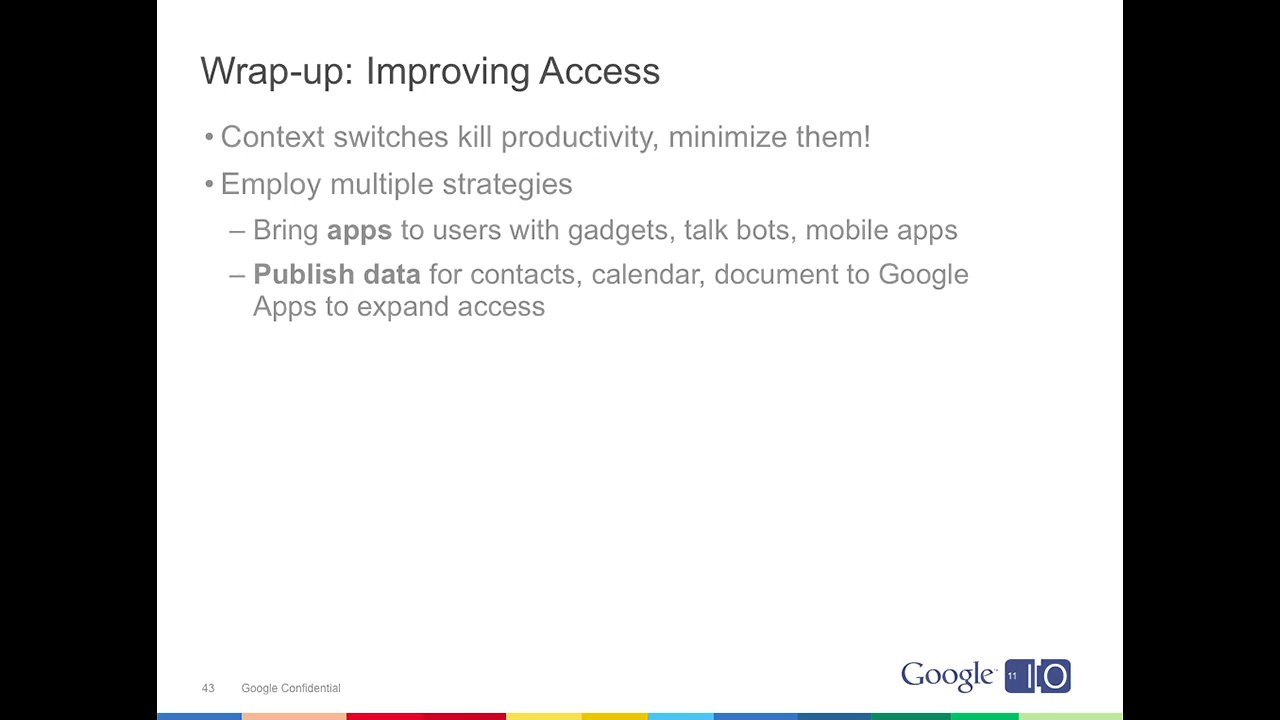 Wrap-up: Improving Access
• Context switches kill productivity, minimize them!
• Employ multiple strategies
– Bring apps to users with gadgets, talk bots, mobile apps
– Publish data for contacts, calendar, document to Google
Apps to expand access
43 Google Confidential
Google™ 11 IO